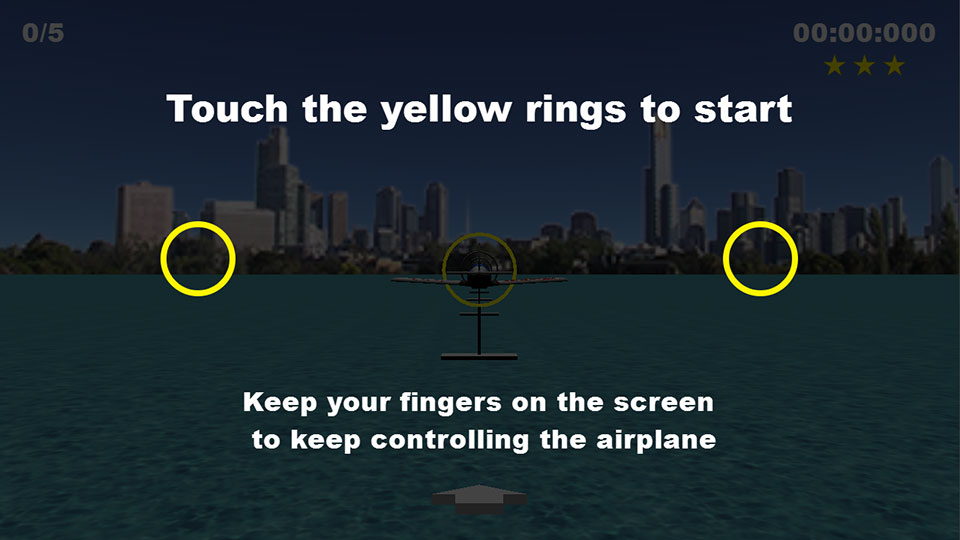 0/5
00:00:000
Touch the yellow rings to start
Keep your fingers on the screen
to keep controlling the airplane